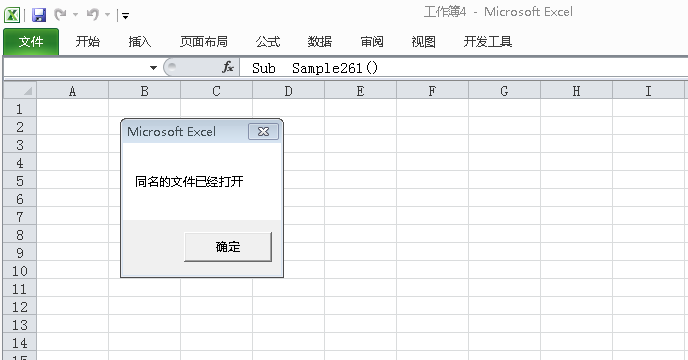 工作簿4 - Microsoft Excel
文件 开始 插入 页面布局 公式 数据 审阅 视图 开发工具
fx Sub Sample261()
A B C D E F G H I
1
2
Microsoft Excel
3
4
5
同名的文件已经打开
6
7
8
确定
9
10
11
12
13
14
15